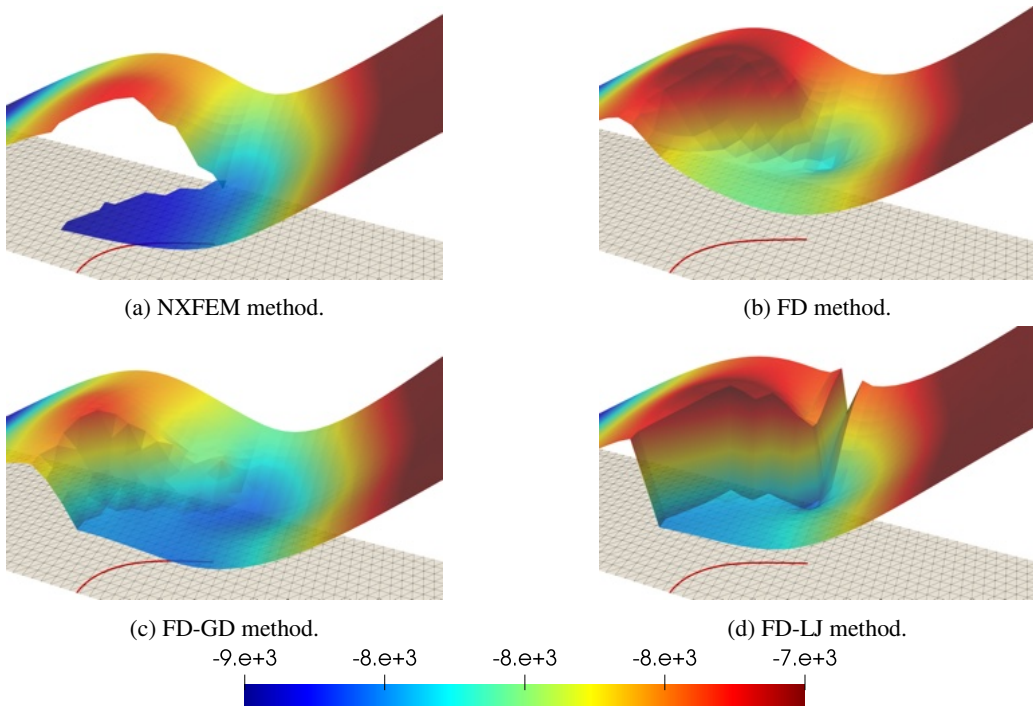 (a) NXFEM method.
(b) FD method.
(c) FD-GD method.
(d) FD-LJ method.
-9.e+3 -8.e+3 -8.e+3 -8.e+3 -7.e+3